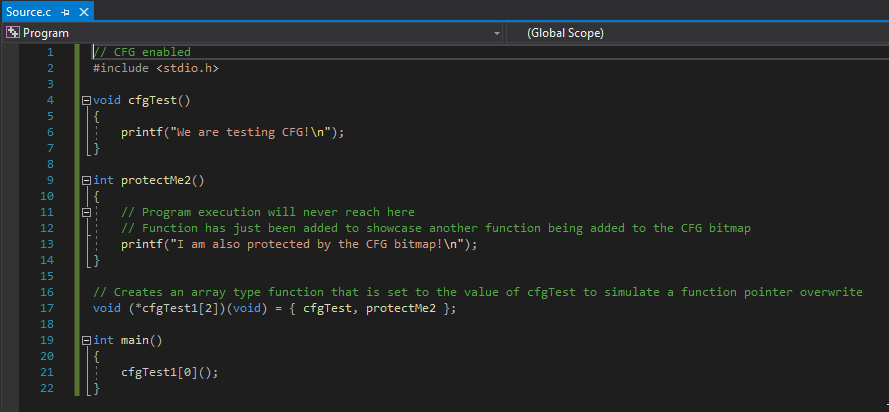 Source.c
Program (Global Scope)
1 // CFG enabled
2 #include <stdio.h>
3
4 void cfgTest()
5 {
6 printf("We are testing CFG!\n");
7 }
8
9 int protectMe2()
10 {
11 // Program execution will never reach here
12 // Function has just been added to showcase another function being added to the CFG bitmap
13 printf("I am also protected by the CFG bitmap!\n");
14 }
15
16 // Creates an array type function that is set to the value of cfgTest to simulate a function pointer overwrite
17 void (*cfgTest1[2])(void) = { cfgTest, protectMe2 };
18
19 int main()
20 {
21 cfgTest1[0]();
22 }